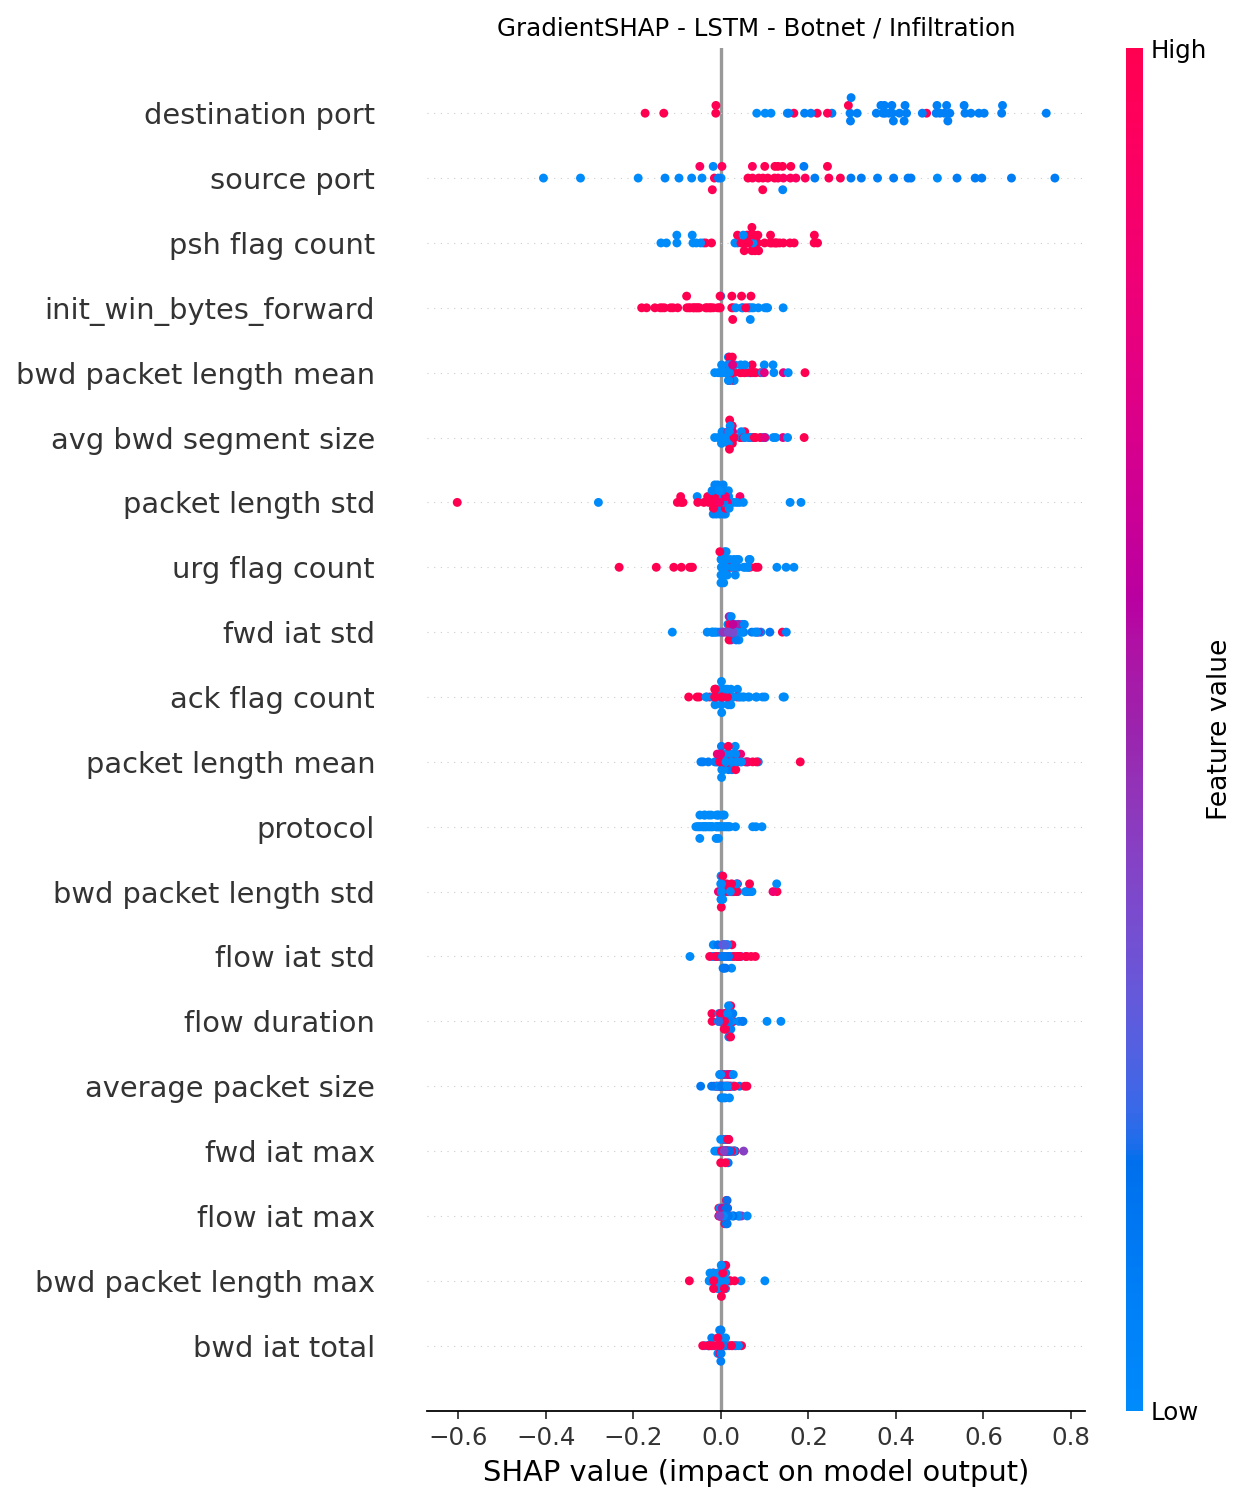 GradientSHAP - LSTM - Botnet / Infiltration
High
destination port
source port
psh flag count
init_win_bytes_forward
bwd packet length mean
avg bwd segment size
packet length std
urg flag count
fwd iat std
ack flag count
packet length mean
protocol
bwd packet length std
flow iat std
flow duration
average packet size
fwd iat max
flow iat max
bwd packet length max
bwd iat total
Feature value
Low
−0.6 −0.4 −0.2 0.0 0.2 0.4 0.6 0.8
SHAP value (impact on model output)